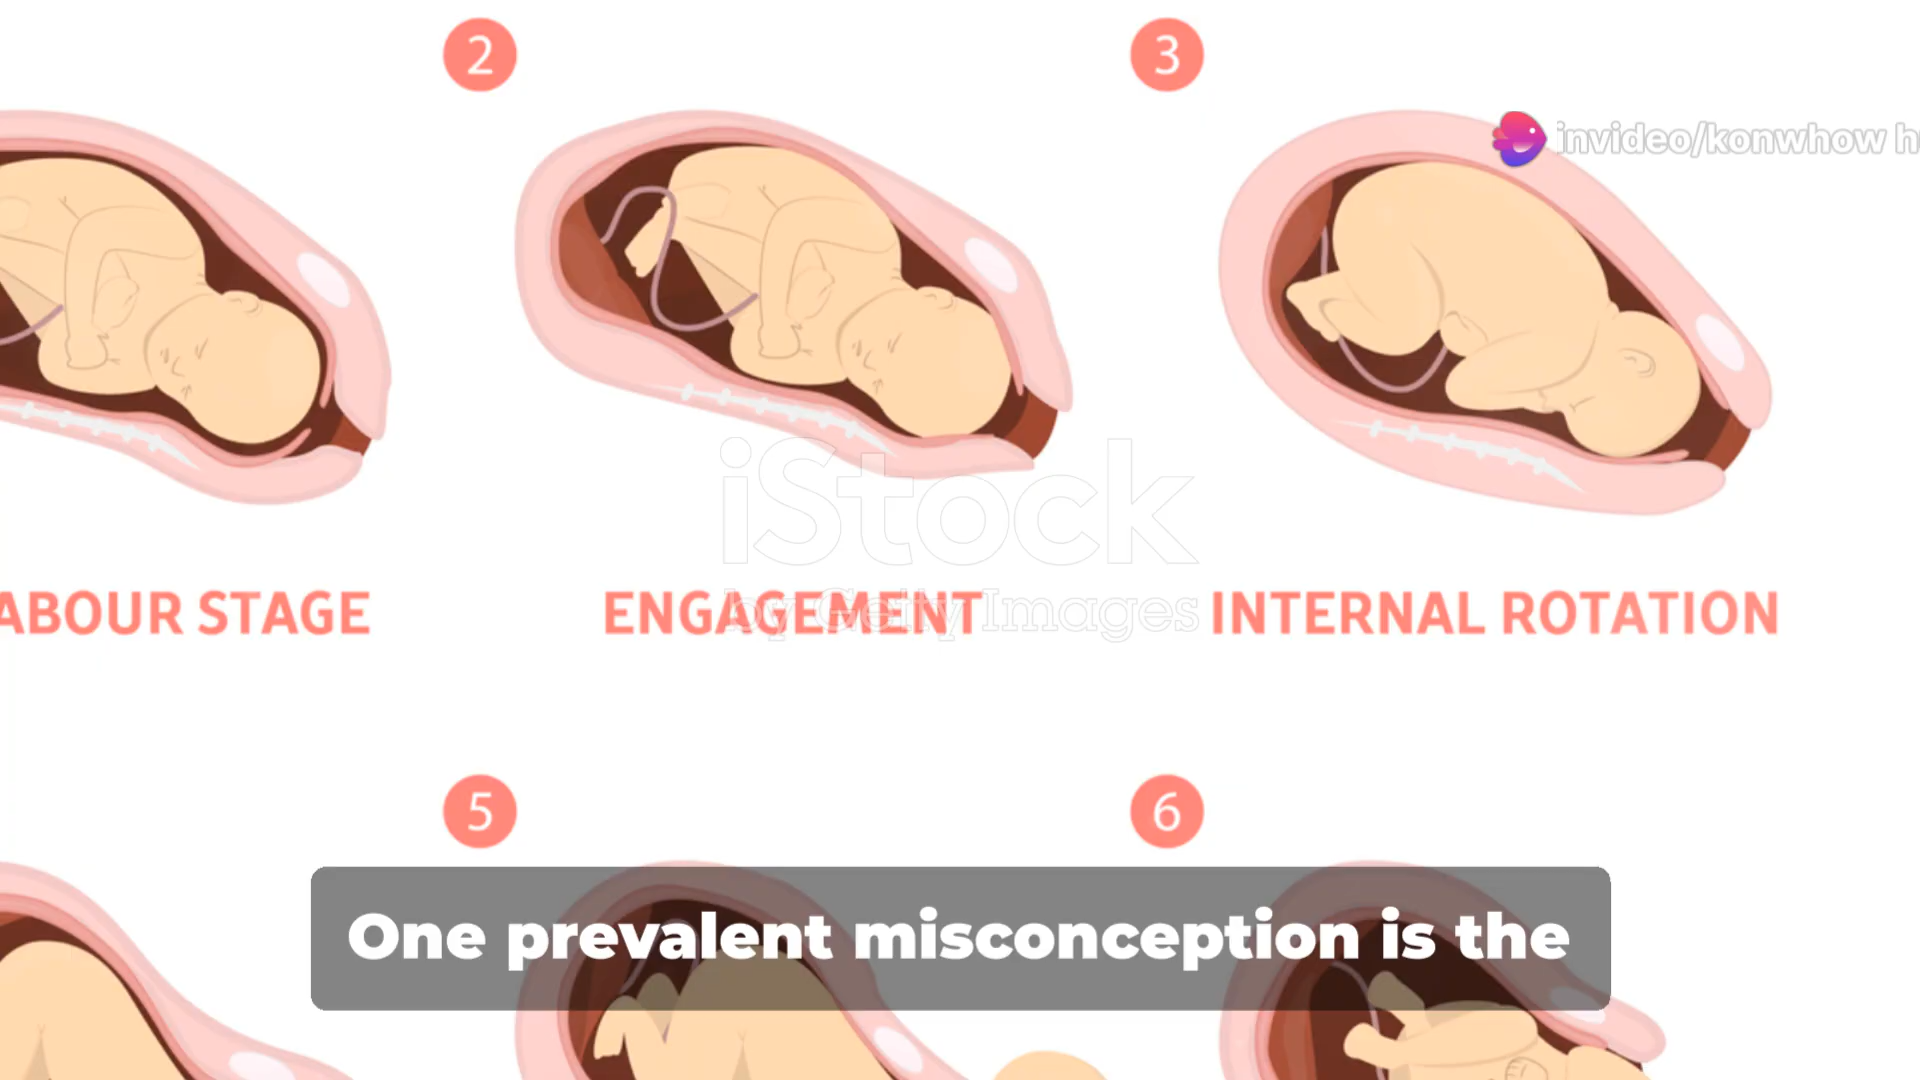 2
3
invideo/konwhow h
iStock
by Getty Images
ABOUR STAGE
ENGAGEMENT
INTERNAL ROTATION
5
6
One prevalent misconception is the